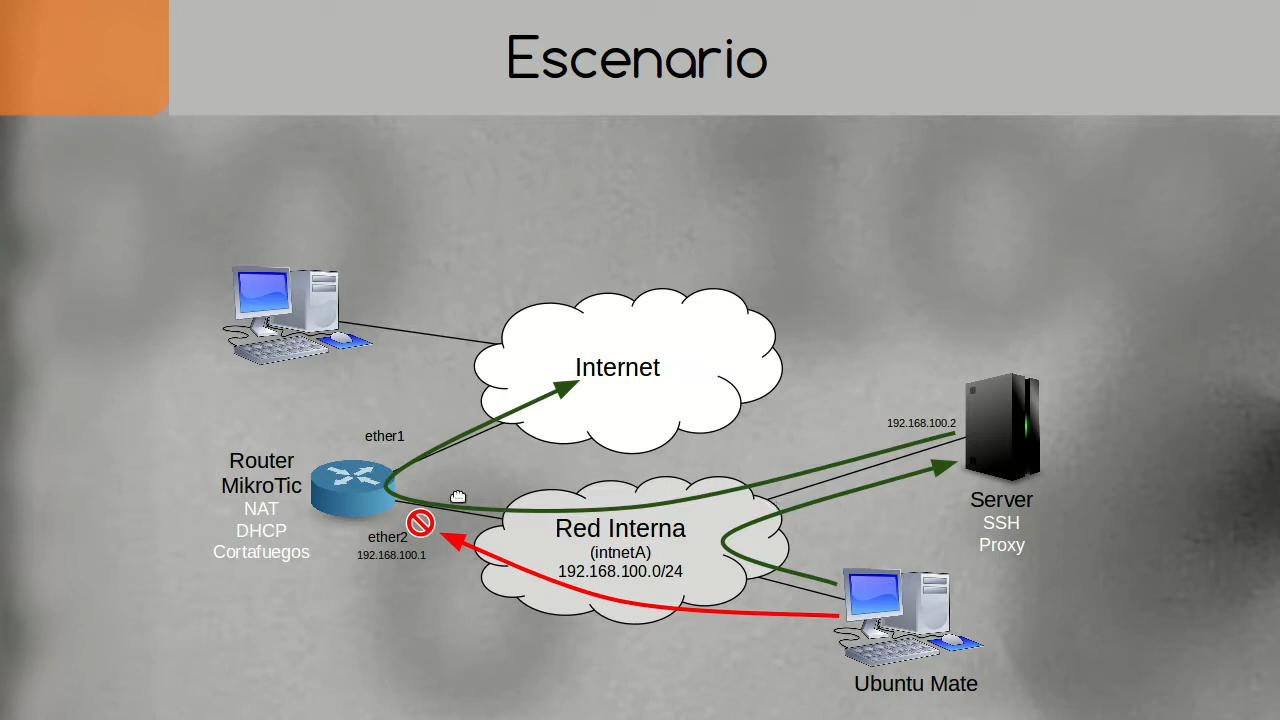 Escenario
Internet
ether1
192.168.100.2
Router
MikroTic
NAT
DHCP
Cortafuegos
ether2
192.168.100.1
Red Interna
(intnetA)
192.168.100.0/24
Server
SSH
Proxy
Ubuntu Mate